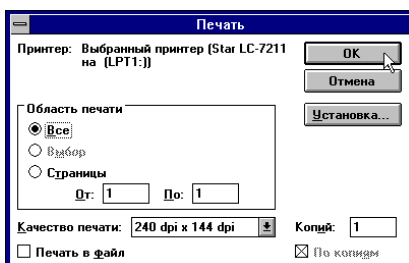 Печать
Принтер: Выбранный принтер (Star LC-7211
на (LPT1:))
OK
Отмена
Установка...
Область печати
Все
Выбор
Страницы
От: 1 По: 1
Качество печати: 240 dpi x 144 dpi Копий: 1
Печать в файл По копиям